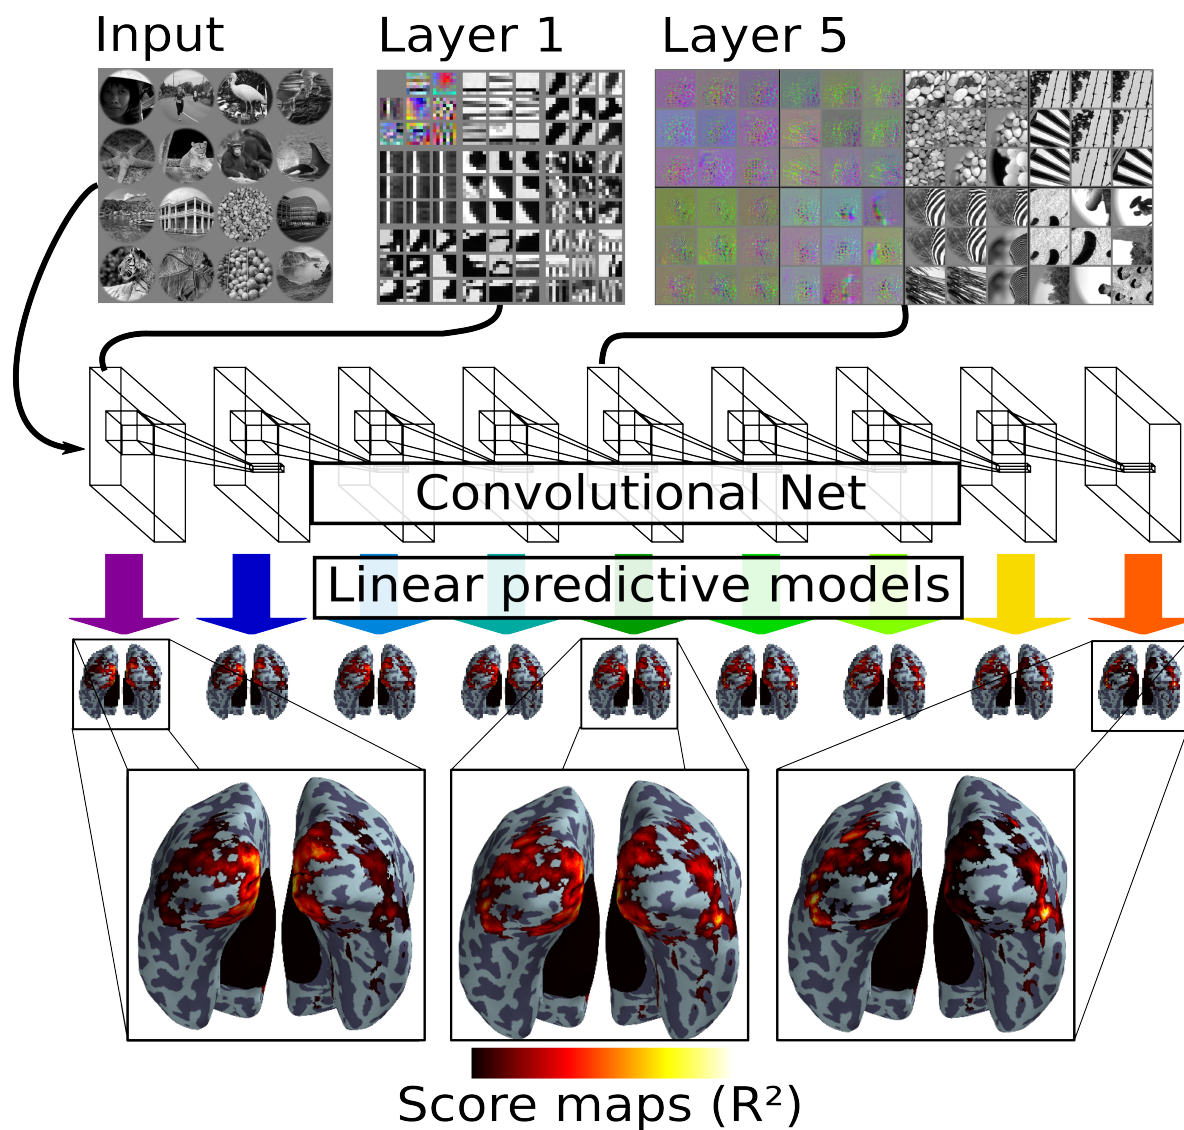 Input
Layer 1
Layer 5
Convolutional Net
Linear predictive models
Score maps (R²)